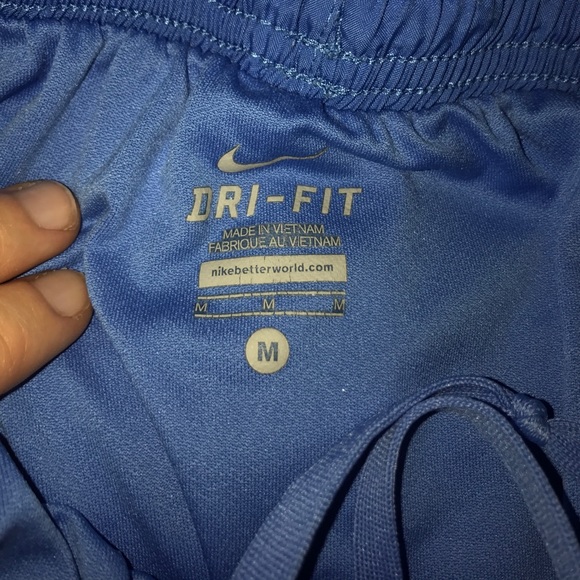 DRI-FIT
MADE IN VIETNAM
FABRIQUE AU VIETNAM
nikebetterworld.com
M M M
M